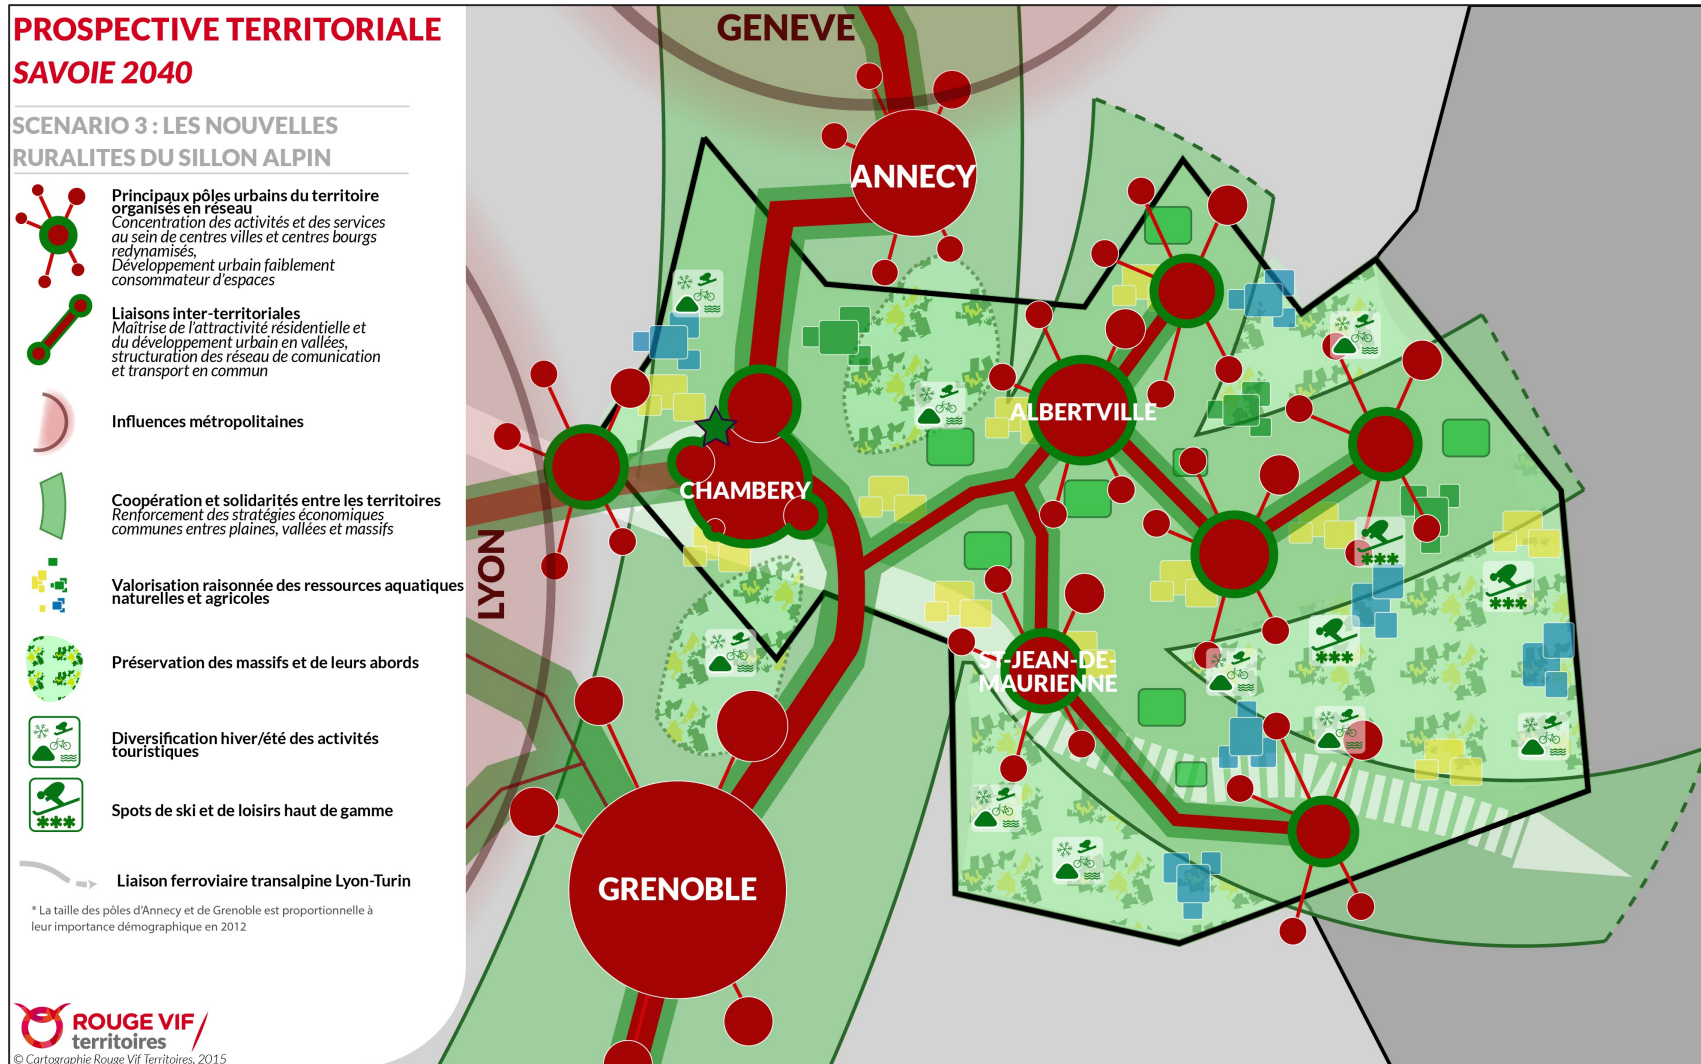 PROSPECTIVE TERRITORIALE
SAVOIE 2040
SCENARIO 3 : LES NOUVELLES
RURALITES DU SILLON ALPIN
Principaux pôles urbains du territoire
organisés en réseau
Concentration des activités et des services
au sein de centres villes et centres bourgs
redynamisés,
Développement urbain faiblement
consommateur d'espaces
Liaisons inter-territoriales
Maîtrise de l'attractivité résidentielle et
du développement urbain en vallées,
structuration des réseau de comunication
et transport en commun
Influences métropolitaines
Coopération et solidarités entre les territoires
Renforcement des stratégies économiques
communes entres plaines, vallées et massifs
Valorisation raisonnée des ressources aquatiques
naturelles et agricoles
Préservation des massifs et de leurs abords
Diversification hiver/été des activités
touristiques
Spots de ski et de loisirs haut de gamme
Liaison ferroviaire transalpine Lyon-Turin
* La taille des pôles d'Annecy et de Grenoble est proportionnelle à
leur importance démographique en 2012
ROUGE VIF
territoires
© Cartographie Rouge Vif Territoires, 2015
GENEVE
ANNECY
ALBERTVILLE
CHAMBERY
LYON
ST-JEAN-DE-
MAURIENNE
GRENOBLE